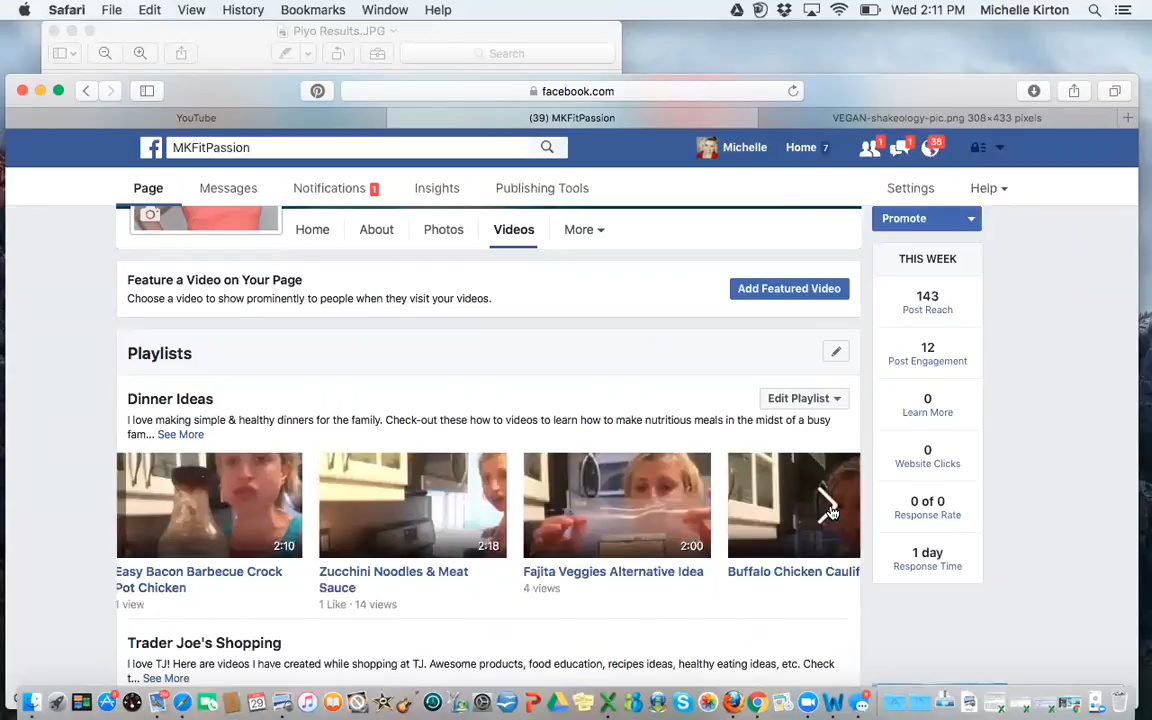 Safari File Edit View History Bookmarks Window Help Wed 2:11 PM Michelle Kirton
Piyo Results.JPG
Search
facebook.com
YouTube (39) MKFitPassion VEGAN-shakeology-pic.png 308×433 pixels
MKFitPassion Michelle Home 7 1 1 38
Page Messages Notifications 1 Insights Publishing Tools Settings Help
Home About Photos Videos More Promote
THIS WEEK
Feature a Video on Your Page
Choose a video to show prominently to people when they visit your videos.
Add Featured Video
143
Post Reach
12
Post Engagement
0
Learn More
0
Website Clicks
0 of 0
Response Rate
1 day
Response Time
Playlists
Dinner Ideas
Edit Playlist
I love making simple & healthy dinners for the family. Check-out these how to videos to learn how to make nutritious meals in the midst of a busy
fam... See More
2:10 2:18 2:00
Easy Bacon Barbecue Crock
Pot Chicken
1 view
Zucchini Noodles & Meat
Sauce
1 Like · 14 views
Fajita Veggies Alternative Idea
4 views
Buffalo Chicken Caulif
Trader Joe's Shopping
I love TJ! Here are videos I have created while shopping at TJ. Awesome products, food education, recipes ideas, healthy eating ideas, etc. Check
t... See More